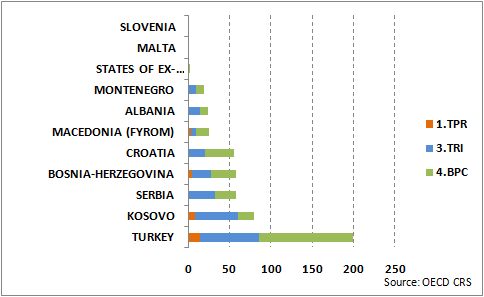 SLOVENIA
MALTA
STATES OF EX-...
MONTENEGRO
ALBANIA
MACEDONIA (FYROM)
CROATIA
BOSNIA-HERZEGOVINA
SERBIA
KOSOVO
TURKEY
1.TPR
3.TRI
4.BPC
0 50 100 150 200 250
Source: OECD CRS